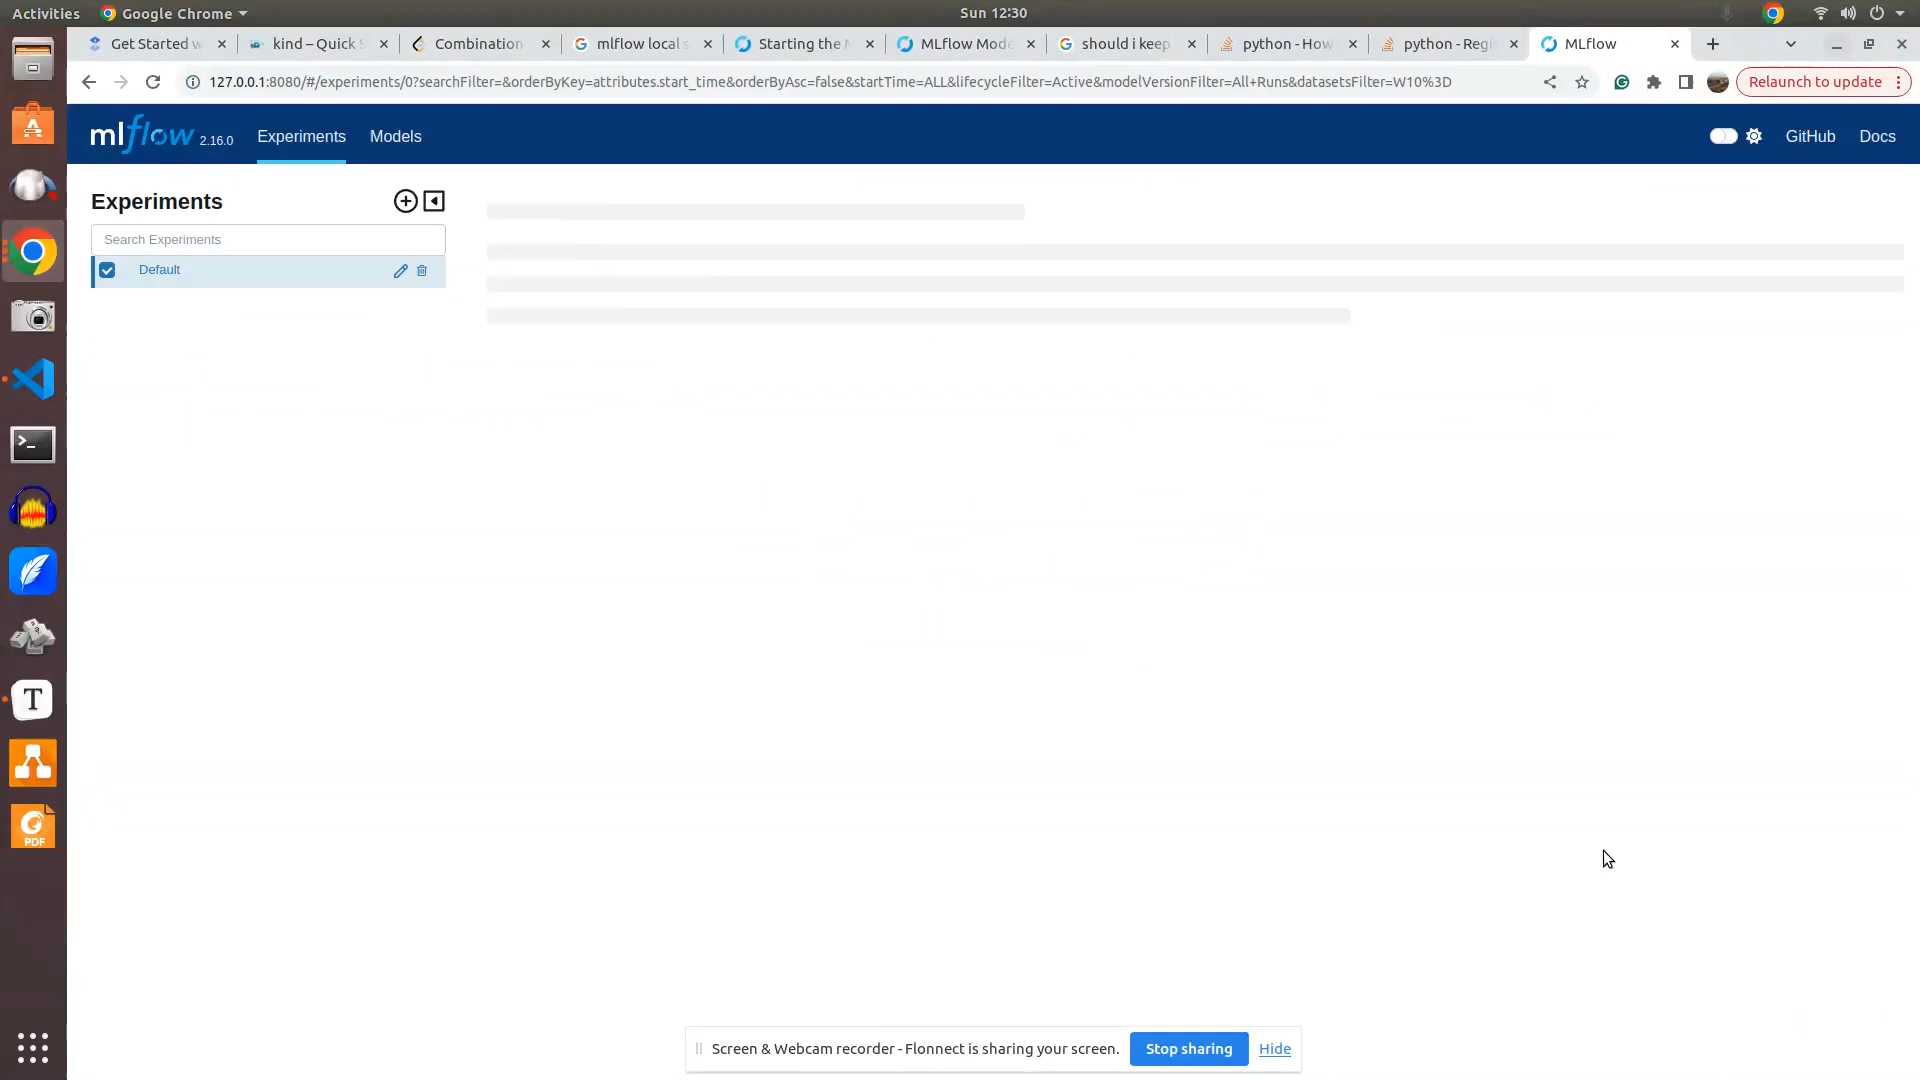 Activities
Google Chrome
Sun 12:30
Get Started w
kind – Quick S
Combination
mlflow local s
Starting the M
MLflow Mode
should i keep
python - How
python - Regi
MLflow
127.0.0.1:8080/#/experiments/0?searchFilter=&orderByKey=attributes.start_time&orderByAsc=false&startTime=ALL&lifecycleFilter=Active&modelVersionFilter=All+Runs&datasetsFilter=W10%3D
Relaunch to update
mlflow 2.16.0
Experiments
Models
GitHub
Docs
Experiments
Search Experiments
Default
T
PDF
Screen & Webcam recorder - Flonnect is sharing your screen.
Stop sharing
Hide